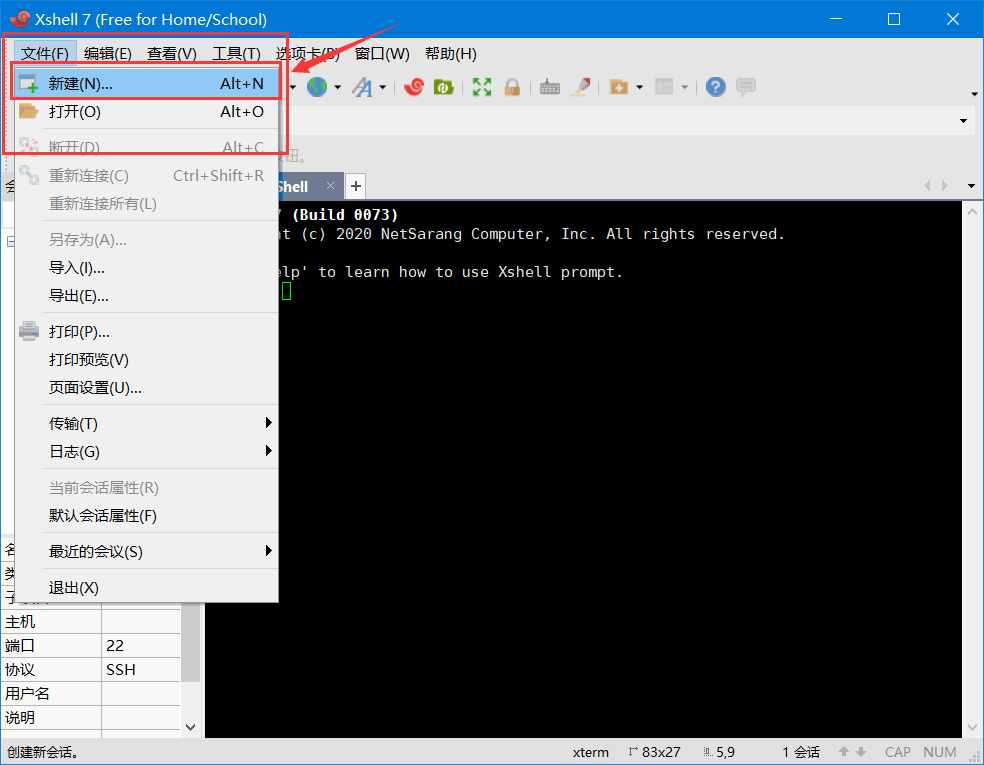 Xshell 7 (Free for Home/School)
文件(F) 编辑(E) 查看(V) 工具(T) 选项卡(B) 窗口(W) 帮助(H)
新建(N)... Alt+N
打开(O) Alt+O
断开(D) Alt+C
重新连接(C) Ctrl+Shift+R
重新连接所有(L)
另存为(A)...
导入(I)...
导出(E)...
打印(P)...
打印预览(V)
页面设置(U)...
传输(T)
日志(G)
当前会话属性(R)
默认会话属性(F)
最近的会议(S)
退出(X)
钮。
hell
(Build 0073)
t (c) 2020 NetSarang Computer, Inc. All rights reserved.
elp' to learn how to use Xshell prompt.
主机
端口 22
协议 SSH
用户名
说明
创建新会话。 xterm 83x27 5,9 1 会话 CAP NUM